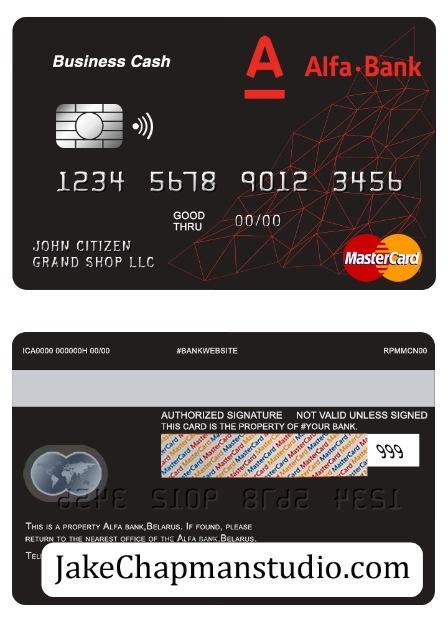 Business Cash
A
Alfa·Bank
1234 5678 9012 3456
GOOD
THRU 00/00
JOHN CITIZEN
GRAND SHOP LLC
MasterCard
ICA0000 000000H 00/00 #BANKWEBSITE RPMMCN00
AUTHORIZED SIGNATURE NOT VALID UNLESS SIGNED
THIS CARD IS THE PROPERTY OF #YOUR BANK.
MasterCard MasterCard MasterCard
999
THIS IS A PROPERTY ALFA BANK,BELARUS. IF FOUND, PLEASE
RETURN TO THE NEAREST OFFICE OF THE ALFA BANK,BELARUS.
JakeChapmanstudio.com